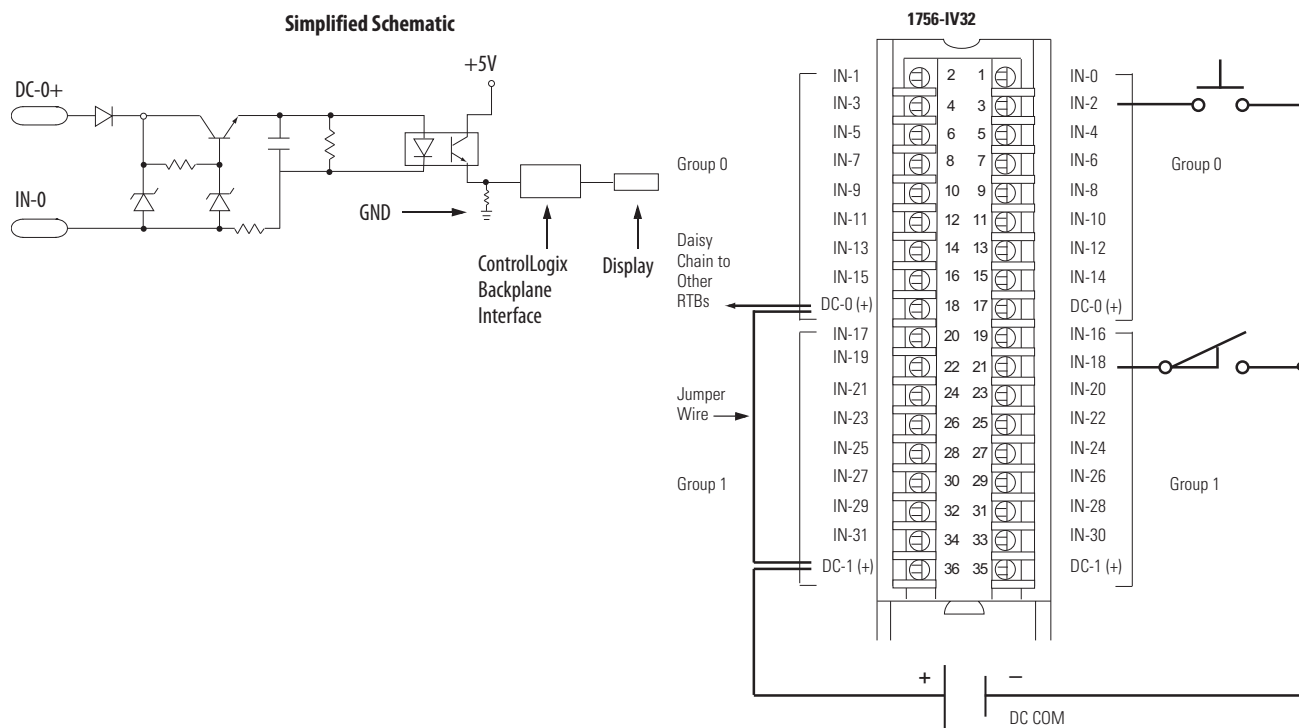 Simplified Schematic
+5V
DC-0+
IN-0
GND
ControlLogix
Backplane
Interface
Display
1756-IV32
IN-1 2 1 IN-0
IN-3 4 3 IN-2
IN-5 6 5 IN-4
IN-7 8 7 IN-6
IN-9 10 9 IN-8
IN-11 12 11 IN-10
IN-13 14 13 IN-12
IN-15 16 15 IN-14
DC-0 (+) 18 17 DC-0 (+)
IN-17 20 19 IN-16
IN-19 22 21 IN-18
IN-21 24 23 IN-20
IN-23 26 25 IN-22
IN-25 28 27 IN-24
IN-27 30 29 IN-26
IN-29 32 31 IN-28
IN-31 34 33 IN-30
DC-1 (+) 36 35 DC-1 (+)
Group 0
Group 0
Daisy
Chain to
Other
RTBs
Jumper
Wire
Group 1
Group 1
+ –
DC COM